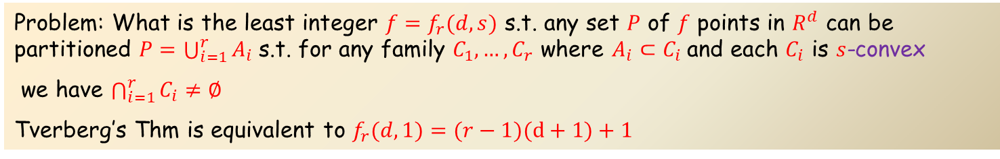 Problem: What is the least integer f = f_r(d, s) s.t. any set P of f points in R^d can be
partitioned P = ⋃_{i=1}^r A_i s.t. for any family C_1, … , C_r where A_i ⊂ C_i and each C_i is s-convex
we have ⋂_{i=1}^r C_i ≠ ∅
Tverberg's Thm is equivalent to f_r(d, 1) = (r − 1)(d + 1) + 1